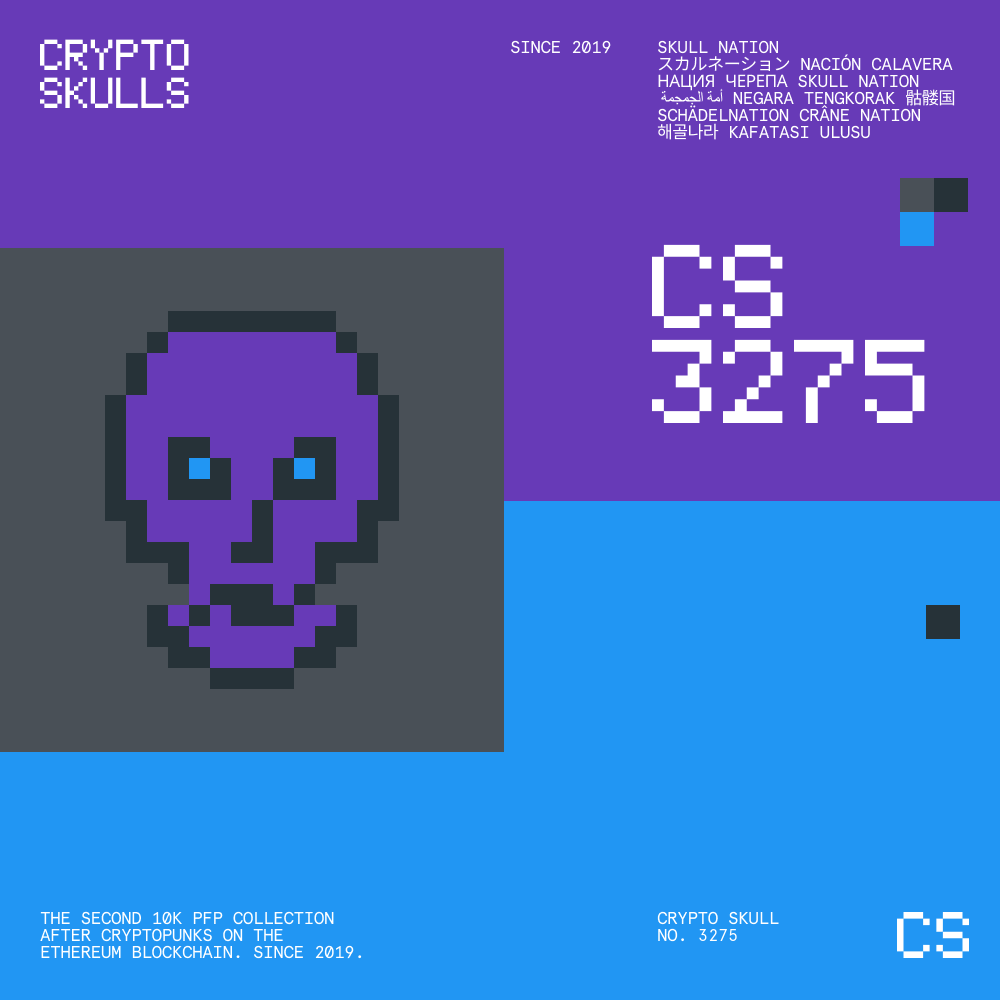 CRYPTO
SKULLS
SINCE 2019
SKULL NATION
スカルネーション NACIÓN CALAVERA
НАЦИЯ ЧЕРЕПА SKULL NATION
أمة الجمجمة NEGARA TENGKORAK 骷髅国
SCHÄDELNATION CRÂNE NATION
해골나라 KAFATASI ULUSU
CS
3275
THE SECOND 10K PFP COLLECTION
AFTER CRYPTOPUNKS ON THE
ETHEREUM BLOCKCHAIN. SINCE 2019.
CRYPTO SKULL
NO. 3275
CS